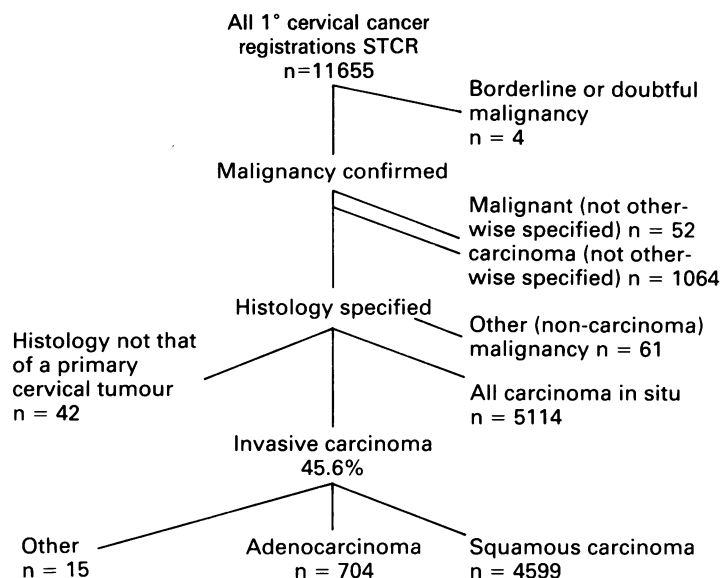 All 1° cervical cancer
registrations STCR
n=11655
Borderline or doubtful
malignancy
n = 4
Malignancy confirmed
Malignant (not other-
wise specified) n = 52
carcinoma (not other-
wise specified) n = 1064
Histology specified
Other (non-carcinoma)
malignancy n = 61
Histology not that
of a primary
cervical tumour
n = 42
All carcinoma in situ
n = 5114
Invasive carcinoma
45.6%
Other
n = 15
Adenocarcinoma
n = 704
Squamous carcinoma
n = 4599